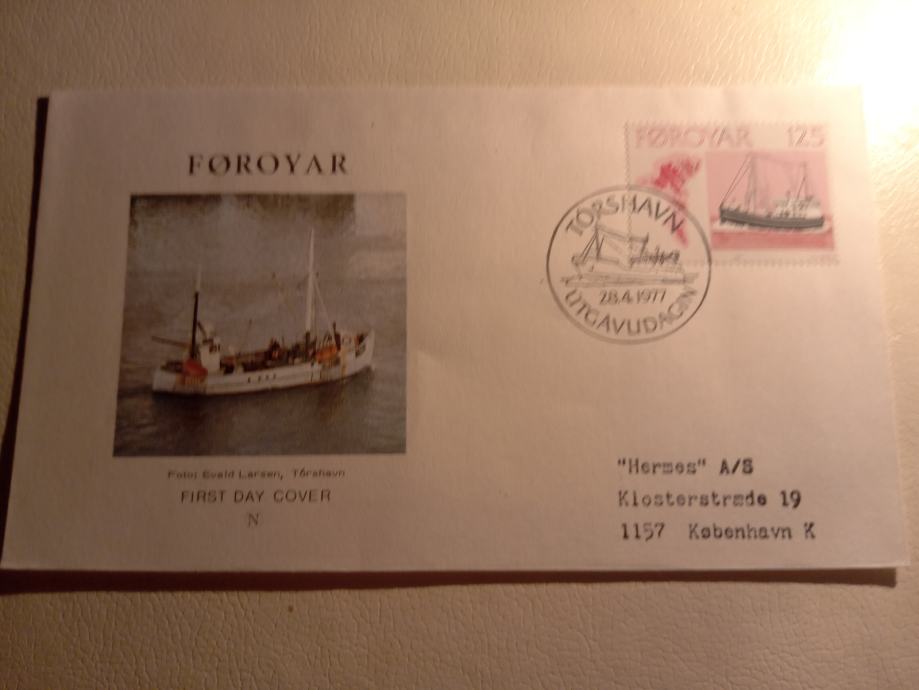 FØROYAR
FØROYAR 125
TÓRSHAVN
28.4.1977
ÚTGÁVUDAGIN
Foto: Evald Larsen, Tórshavn
FIRST DAY COVER
N
"Hermes" A/S
Klosterstræde 19
1157 København K